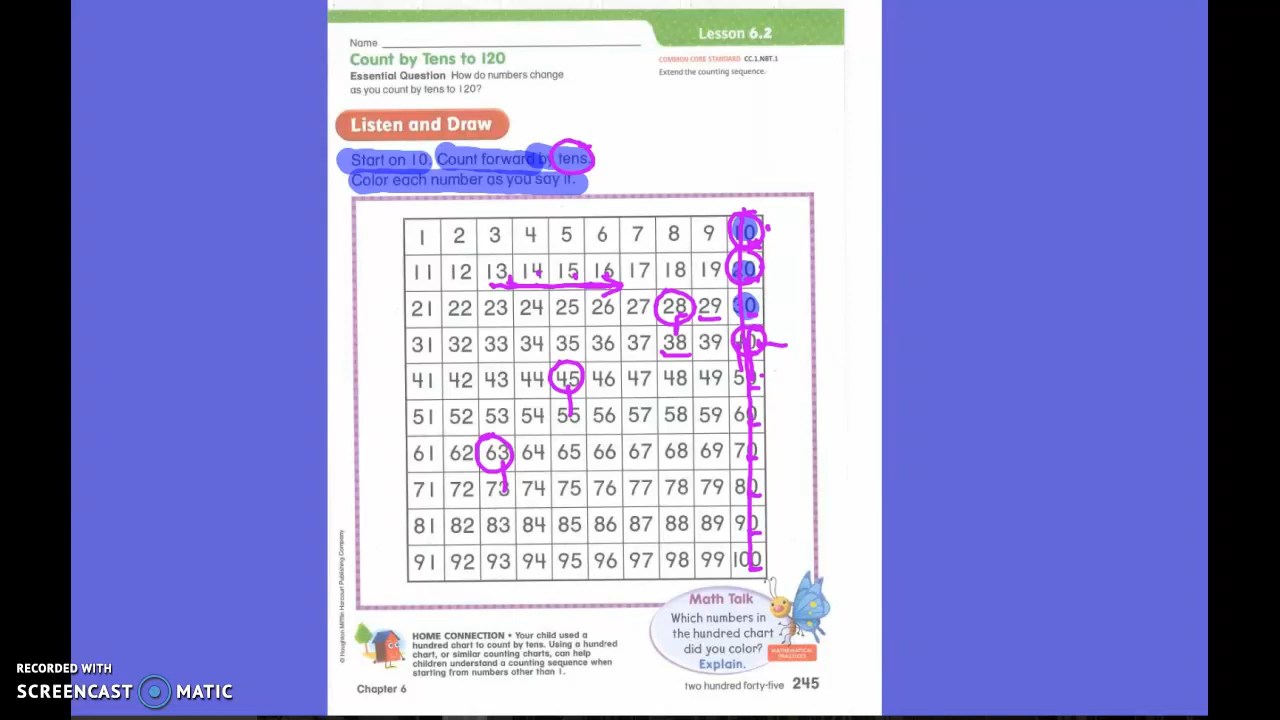 Lesson 6.2
Name
Count by Tens to 120
COMMON CORE STANDARD CC.1.NBT.1
Essential Question How do numbers change
Extend the counting sequence.
as you count by tens to 120?
Listen and Draw
Start on 10. Count forward by tens.
Color each number as you say it.
1 2 3 4 5 6 7 8 9 10
11 12 13 14 15 16 17 18 19 20
21 22 23 24 25 26 27 28 29 30
31 32 33 34 35 36 37 38 39 40
41 42 43 44 45 46 47 48 49 50
51 52 53 54 55 56 57 58 59 60
61 62 63 64 65 66 67 68 69 70
71 72 73 74 75 76 77 78 79 80
81 82 83 84 85 86 87 88 89 90
91 92 93 94 95 96 97 98 99 100
© Houghton Mifflin Harcourt Publishing Company
Math Talk
Which numbers in
the hundred chart
did you color?
Explain.
MATHEMATICAL
PRACTICES
HOME CONNECTION • Your child used a
hundred chart to count by tens. Using a hundred
chart, or similar counting charts, can help
children understand a counting sequence when
starting from numbers other than 1.
Chapter 6
two hundred forty-five 245
RECORDED WITH
SCREENCAST MATIC